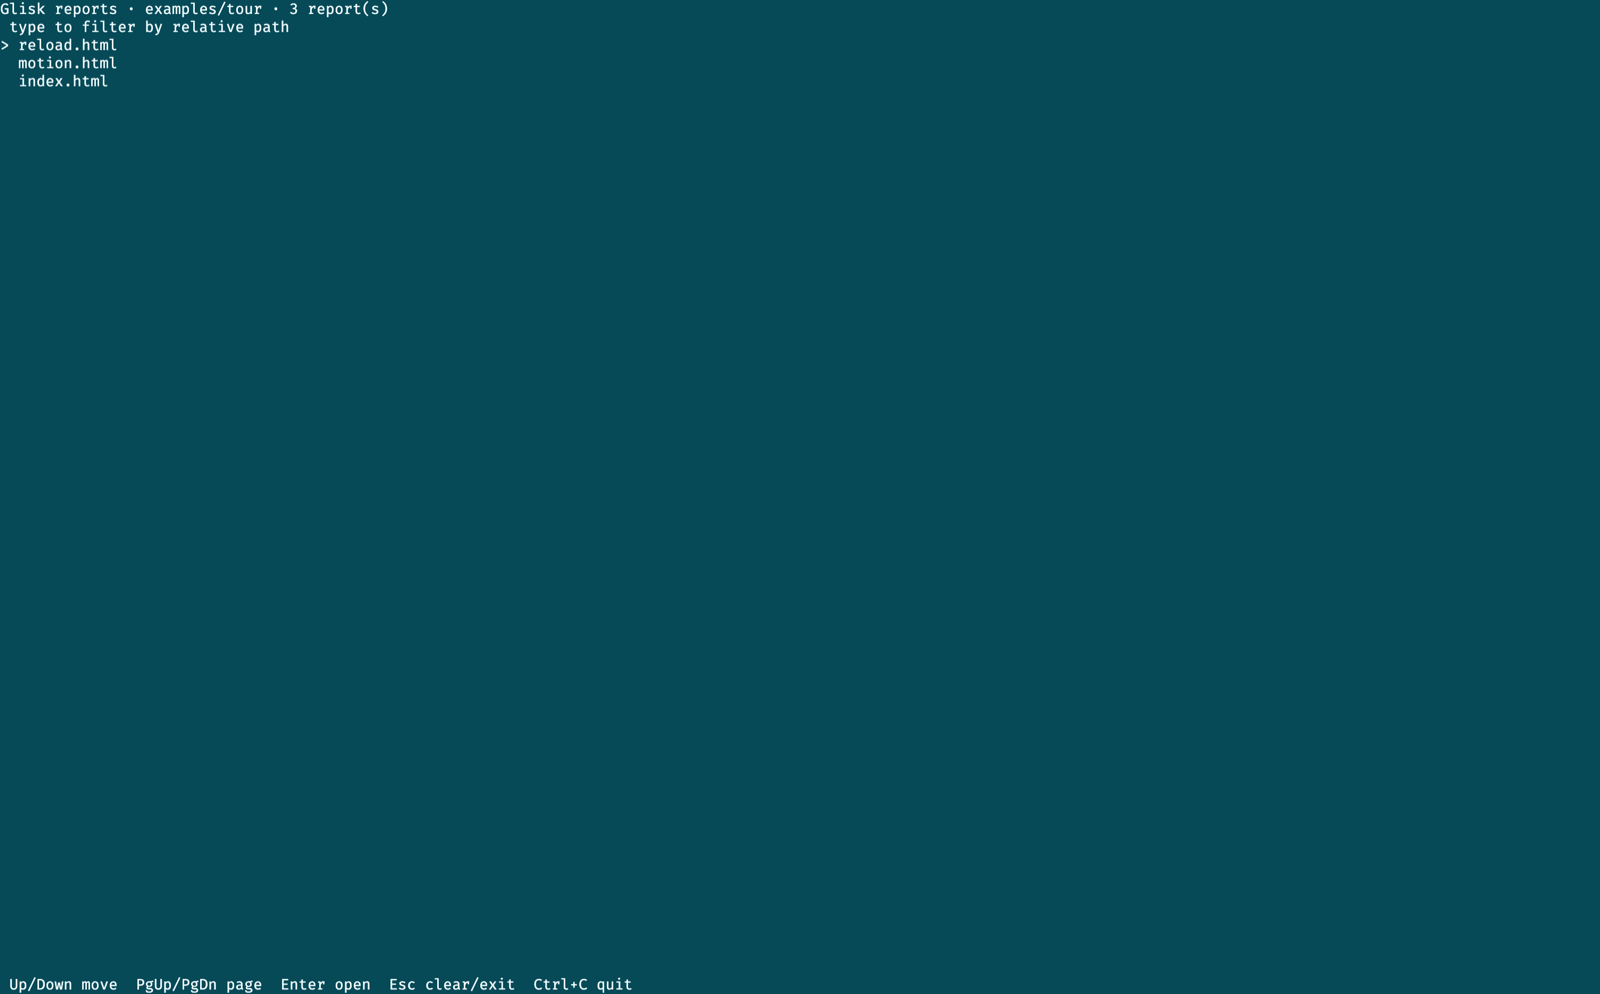 Glisk reports · examples/tour · 3 report(s)
type to filter by relative path
> reload.html
motion.html
index.html
Up/Down move  PgUp/PgDn page  Enter open  Esc clear/exit  Ctrl+C quit